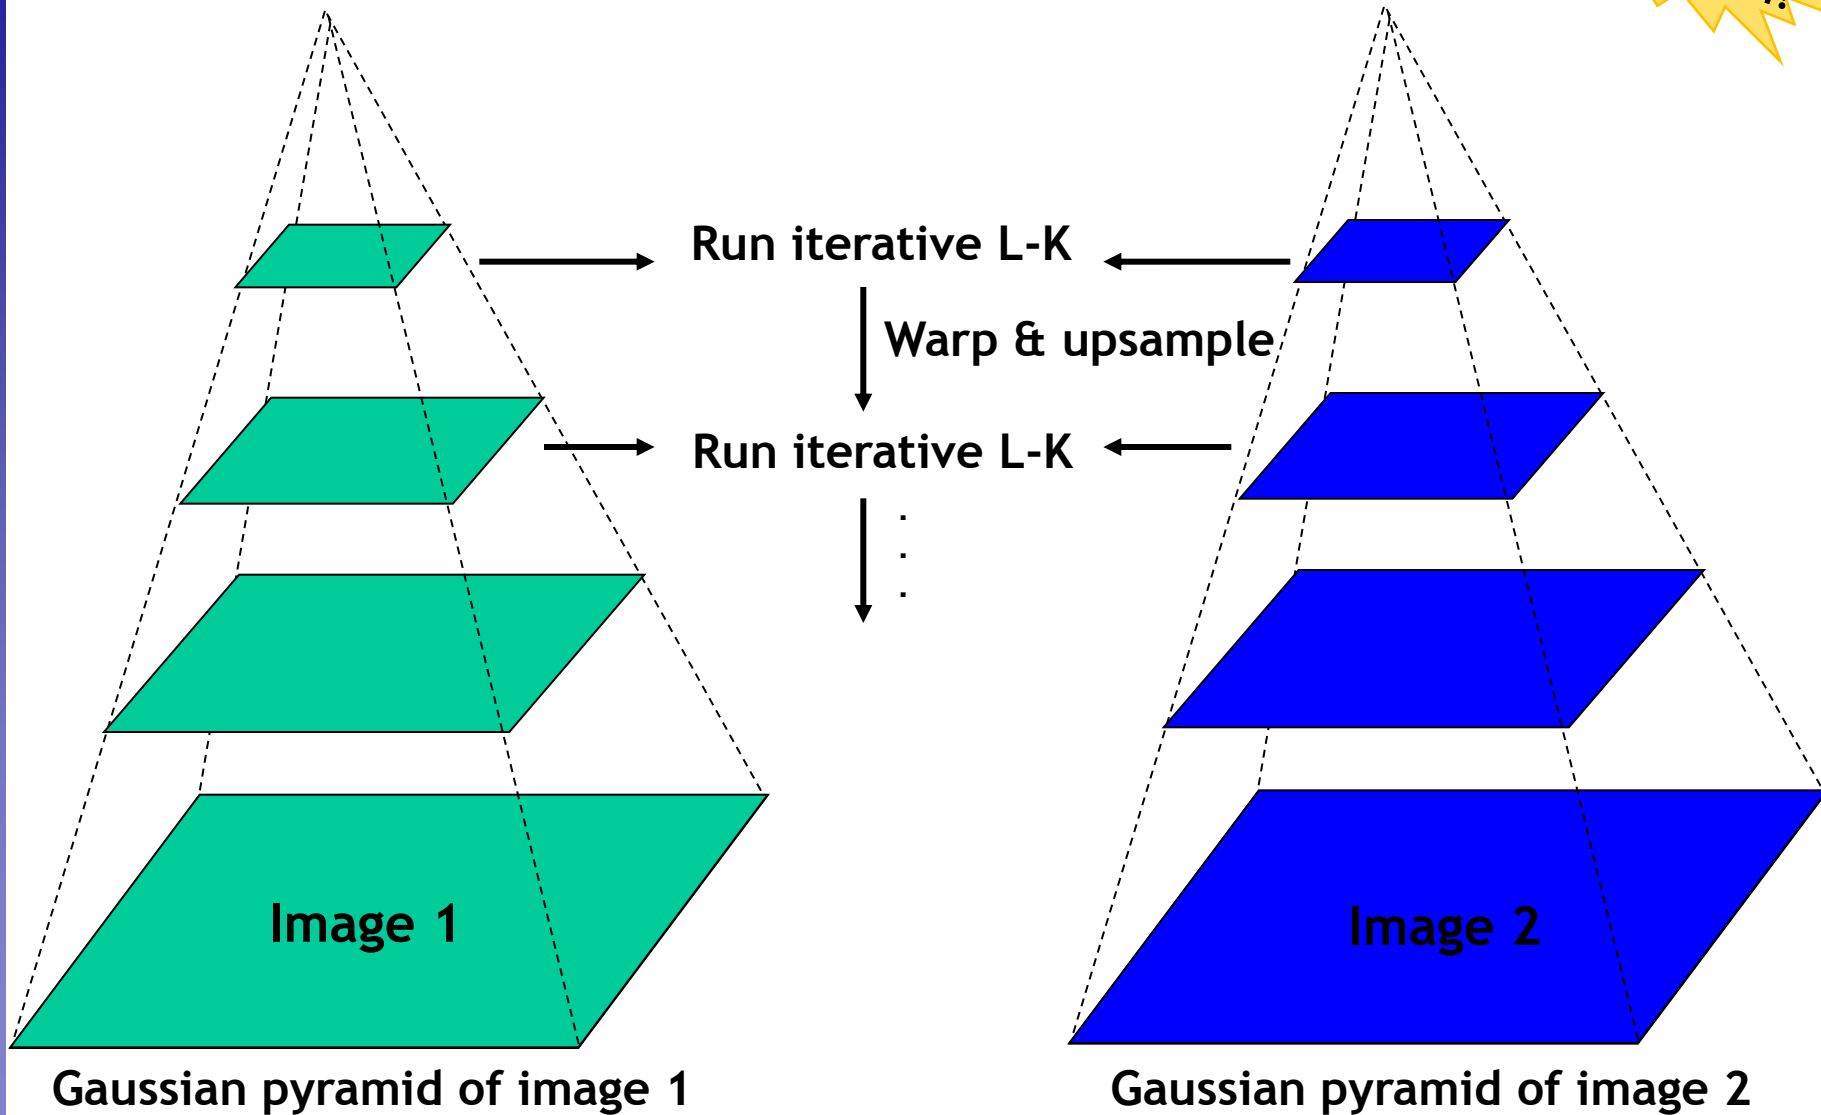 Run iterative L-K
Warp & upsample
Run iterative L-K
.
.
.
Image 1
Image 2
Gaussian pyramid of image 1
Gaussian pyramid of image 2